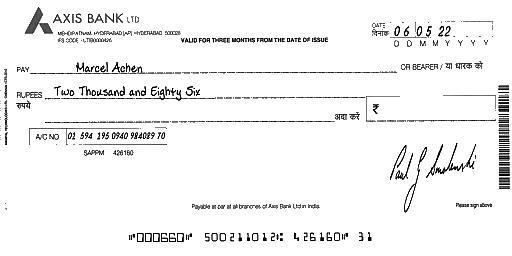 AXIS BANK LTD
MEHDIPATNAM, HYDERABAD [AP] HYDERABAD 500028
IFS CODE - UTIB0000426
VALID FOR THREE MONTHS FROM THE DATE OF ISSUE
DATE
दिनांक 06 05 22
D D M M Y Y Y Y
PAY Marcel Achen OR BEARER / या धारक को
RUPEES Two Thousand and Eighty Six
रुपये अदा करें ₹
A/C NO 01 594 195 0940 984089 70
SAPPM 426160
Paul J Smolenski
Payable at par at all branches of Axis Bank Ltd in India.
Please sign above
⑈000660⑈ 500211012⑆ 426160⑈ 31